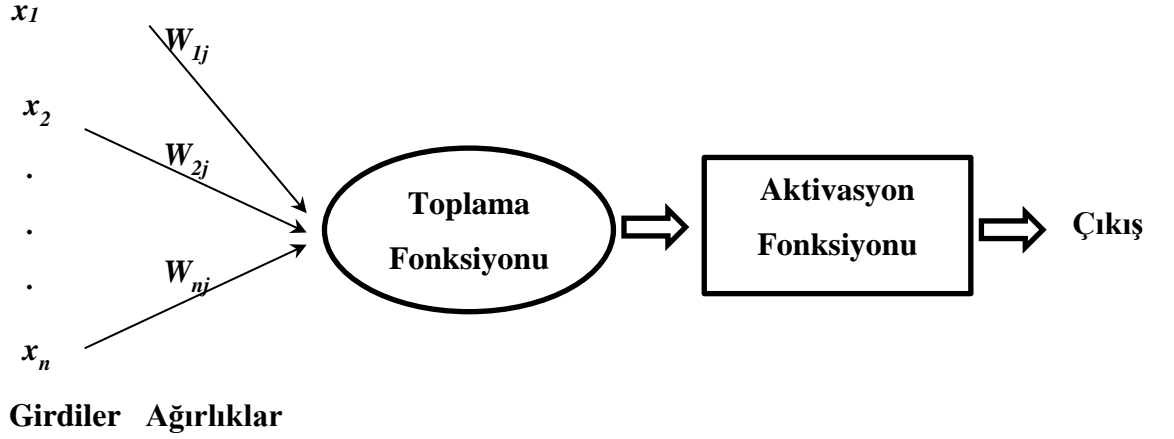 x1
W1j
x2
W2j
.
.
.
Wnj
xn
Toplama
Fonksiyonu
Aktivasyon
Fonksiyonu
Çıkış
Girdiler Ağırlıklar